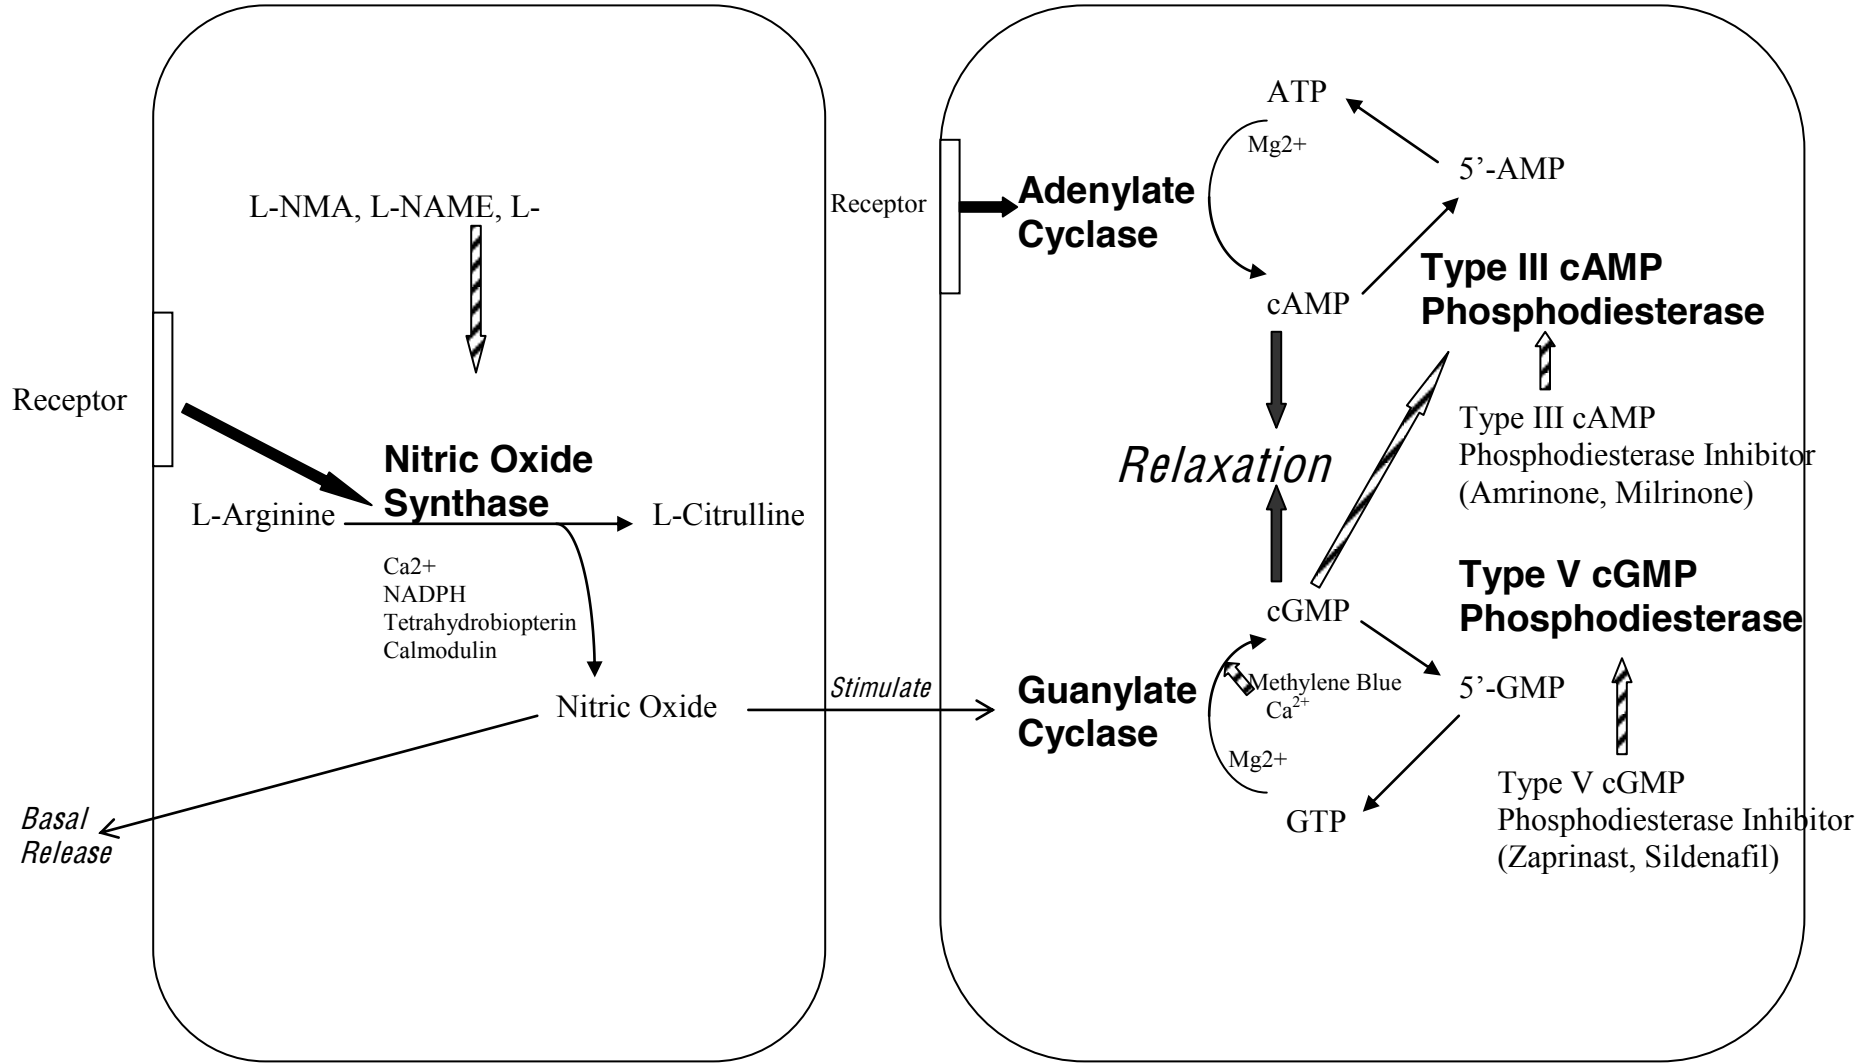 L-NMA, L-NAME, L-
Receptor
Nitric Oxide
Synthase
L-Arginine
L-Citrulline
Ca2+
NADPH
Tetrahydrobiopterin
Calmodulin
Nitric Oxide
Basal
Release
Stimulate
Receptor
Adenylate
Cyclase
ATP
Mg2+
5’-AMP
cAMP
Type III cAMP
Phosphodiesterase
Type III cAMP
Phosphodiesterase Inhibitor
(Amrinone, Milrinone)
Relaxation
cGMP
Type V cGMP
Phosphodiesterase
Guanylate
Cyclase
Methylene Blue
Ca²⁺
Mg2+
5’-GMP
GTP
Type V cGMP
Phosphodiesterase Inhibitor
(Zaprinast, Sildenafil)